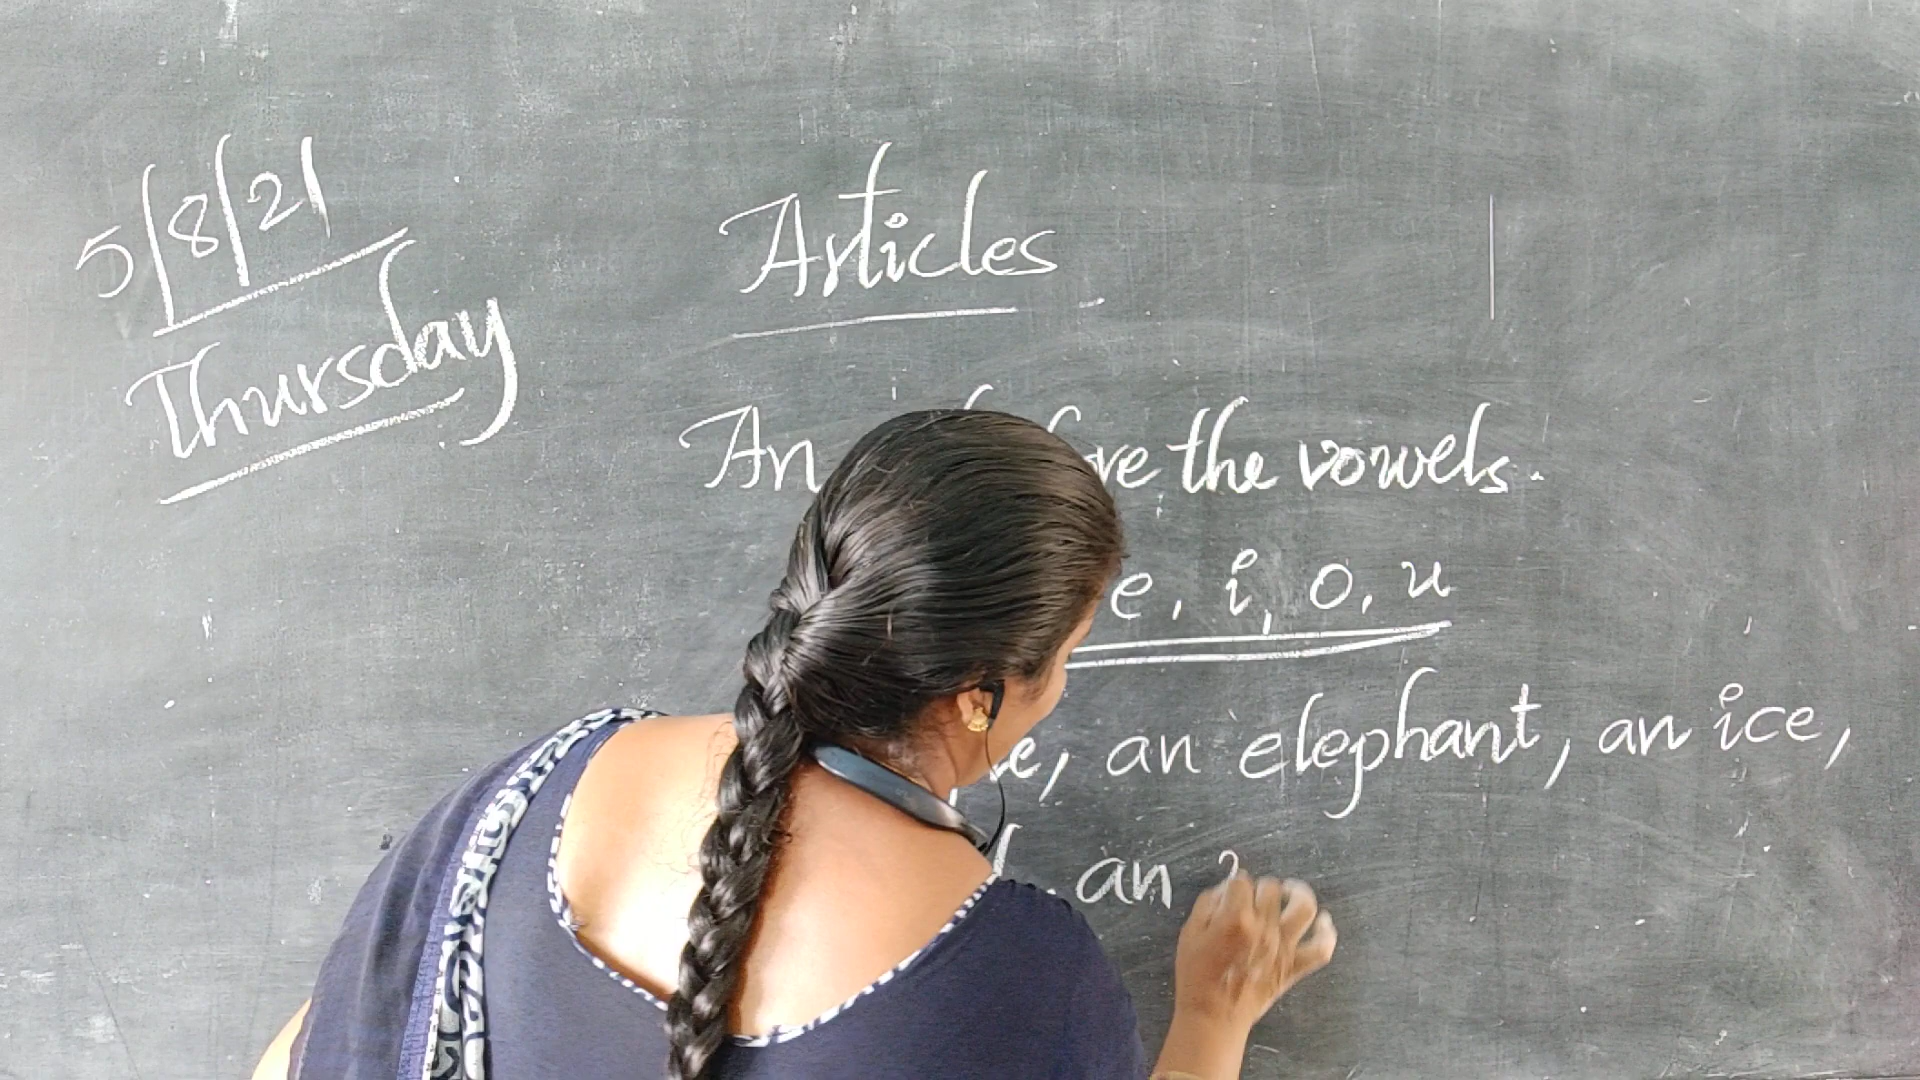 5/8/21
Thursday
Articles
An the vowels.
e, i, o, u
an elephant, an ice,
an